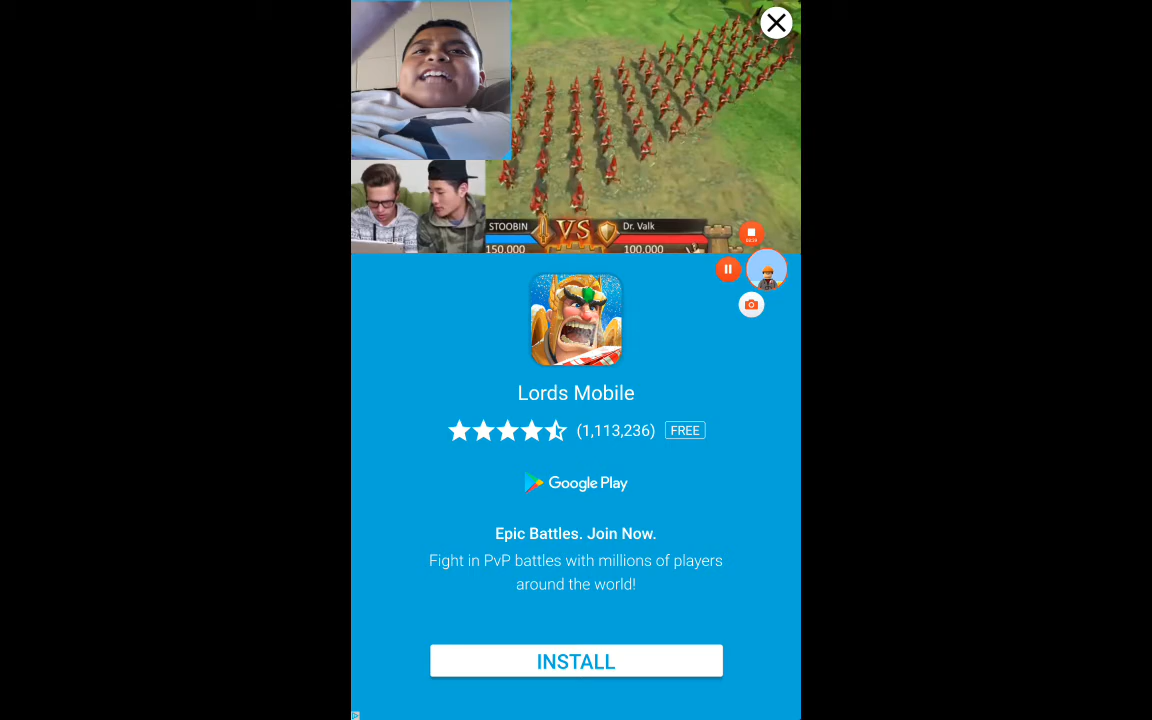 STOOBIN VS Dr. Valk
150,000 100,000
Lords Mobile
(1,113,236) FREE
Google Play
Epic Battles. Join Now.
Fight in PvP battles with millions of players
around the world!
INSTALL